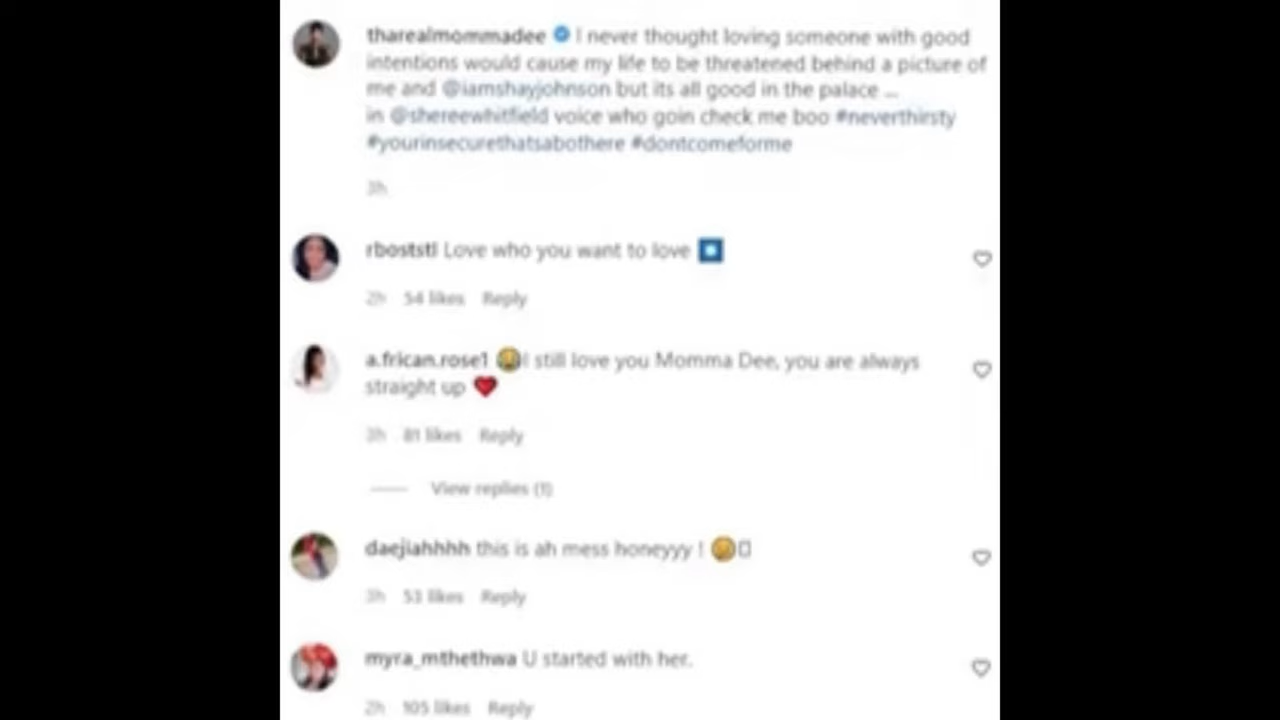 tharealmommadee I never thought loving someone with good
intentions would cause my life to be threatened behind a picture of
me and @iamshayjohnson but its all good in the palace ...
in @shereewhitfield voice who goin check me boo #neverthirsty
#yourinsecurethatsabothere #dontcomeforme
3h
rboststl Love who you want to love
2h 54 likes Reply
a.frican.rose1 😭I still love you Momma Dee, you are always
straight up ❤️
3h 81 likes Reply
View replies (1)
daejiahhhh this is ah mess honeyyy !
3h 53 likes Reply
myra_mthethwa U started with her.
2h 105 likes Reply